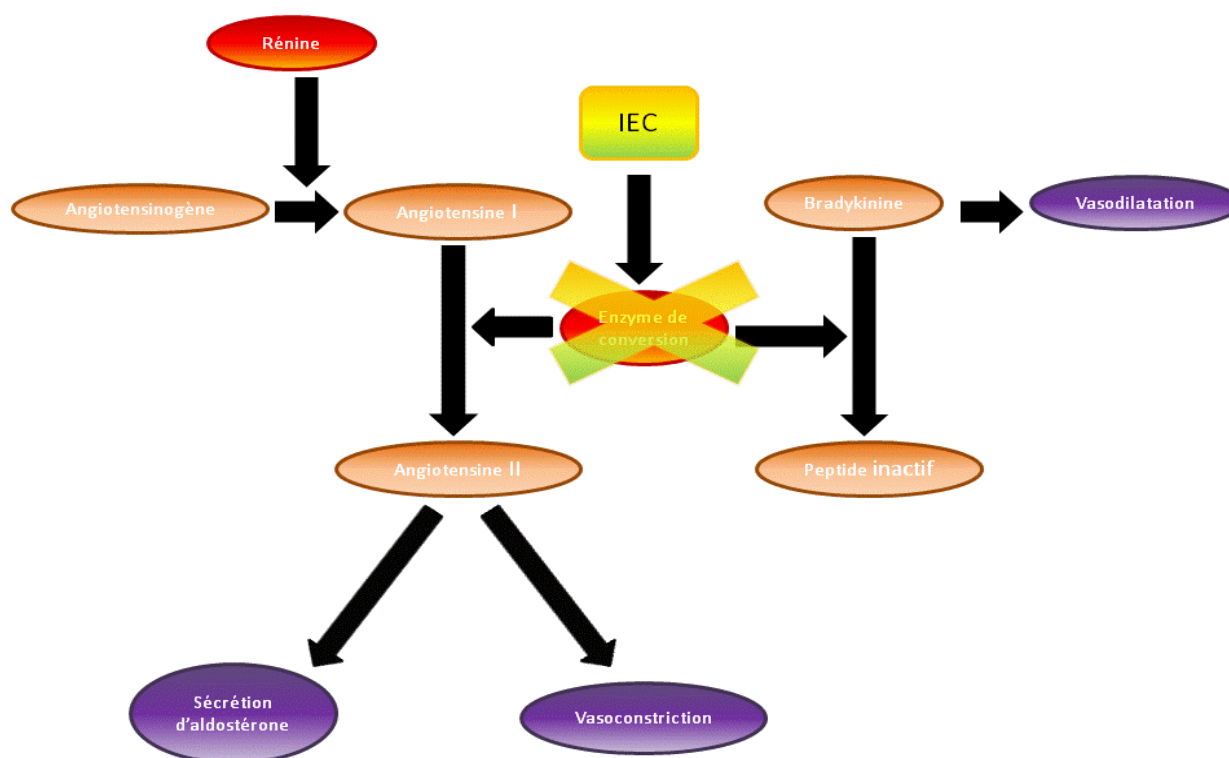 Rénine
IEC
Angiotensinogène
Angiotensine I
Bradykinine
Vasodilatation
Enzyme de
conversion
Angiotensine II
Peptide inactif
Sécrétion
d’aldostérone
Vasoconstriction